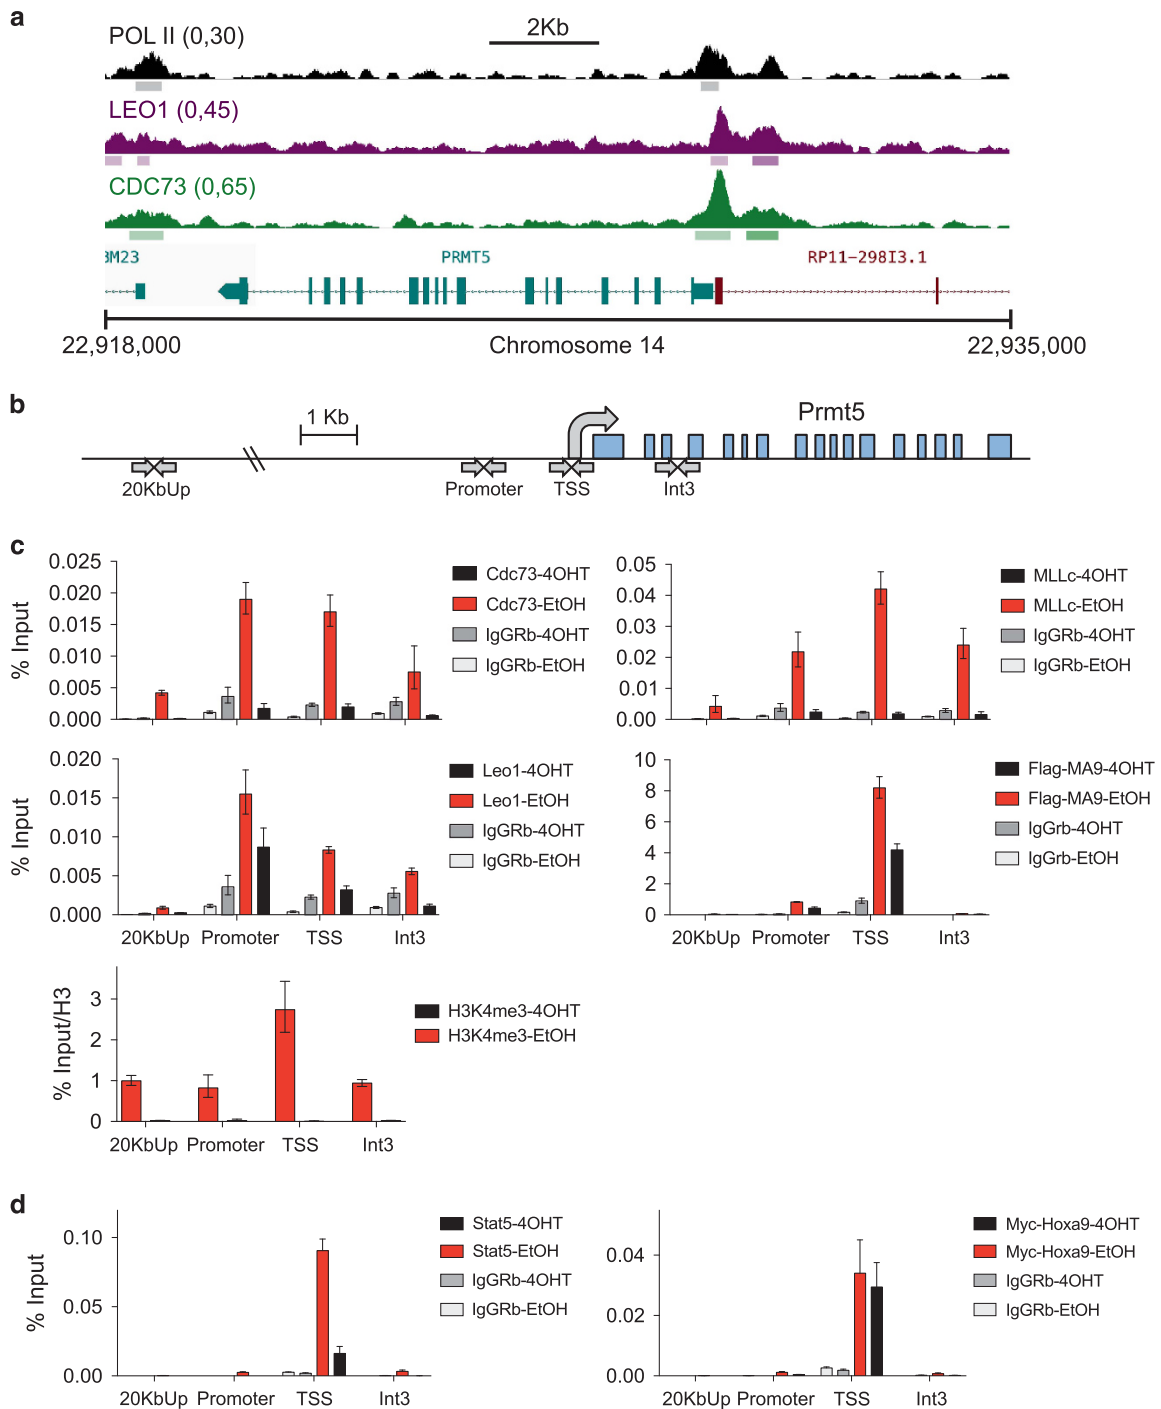 a
POL II (0,30)
2Kb
LEO1 (0,45)
CDC73 (0,65)
BM23
PRMT5
RP11-298I3.1
22,918,000
Chromosome 14
22,935,000
b
1 Kb
Prmt5
20KbUp
Promoter
TSS
Int3
c
0.025
0.020
0.015
0.010
0.005
0.000
% Input
Cdc73-4OHT
Cdc73-EtOH
IgGRb-4OHT
IgGRb-EtOH
0.05
0.04
0.03
0.02
0.01
0.00
MLLc-4OHT
MLLc-EtOH
IgGRb-4OHT
IgGRb-EtOH
0.020
0.015
0.010
0.005
0.000
% Input
Leo1-4OHT
Leo1-EtOH
IgGRb-4OHT
IgGRb-EtOH
20KbUp Promoter TSS Int3
10
8
6
4
2
0
Flag-MA9-4OHT
Flag-MA9-EtOH
IgGrb-4OHT
IgGrb-EtOH
20KbUp Promoter TSS Int3
3
2
1
0
% Input/H3
H3K4me3-4OHT
H3K4me3-EtOH
20KbUp Promoter TSS Int3
d
0.10
0.05
0.00
% Input
Stat5-4OHT
Stat5-EtOH
IgGRb-4OHT
IgGRb-EtOH
20KbUp Promoter TSS Int3
0.04
0.02
0.00
Myc-Hoxa9-4OHT
Myc-Hoxa9-EtOH
IgGRb-4OHT
IgGRb-EtOH
20KbUp Promoter TSS Int3